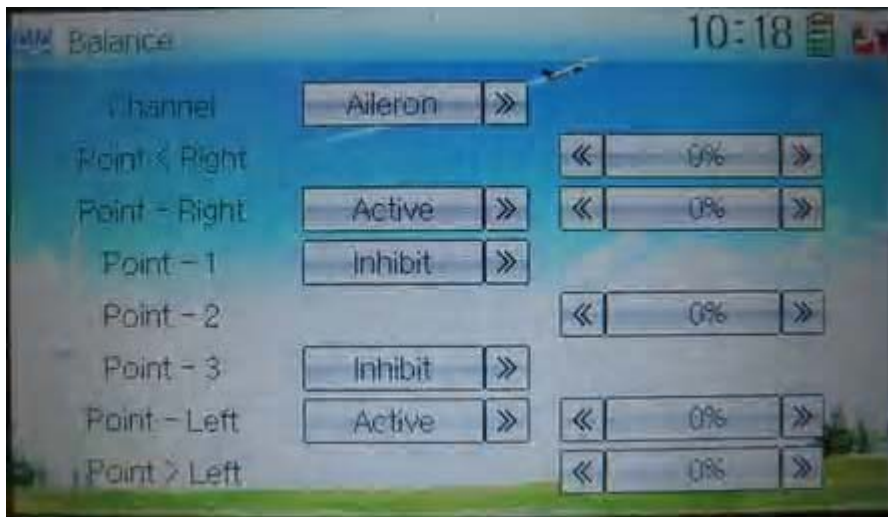 Balance 10:18
Channel Aileron »
Point < Right « 0% »
Point - Right Active » « 0% »
Point - 1 Inhibit »
Point - 2 « 0% »
Point - 3 Inhibit »
Point - Left Active » « 0% »
Point > Left « 0% »